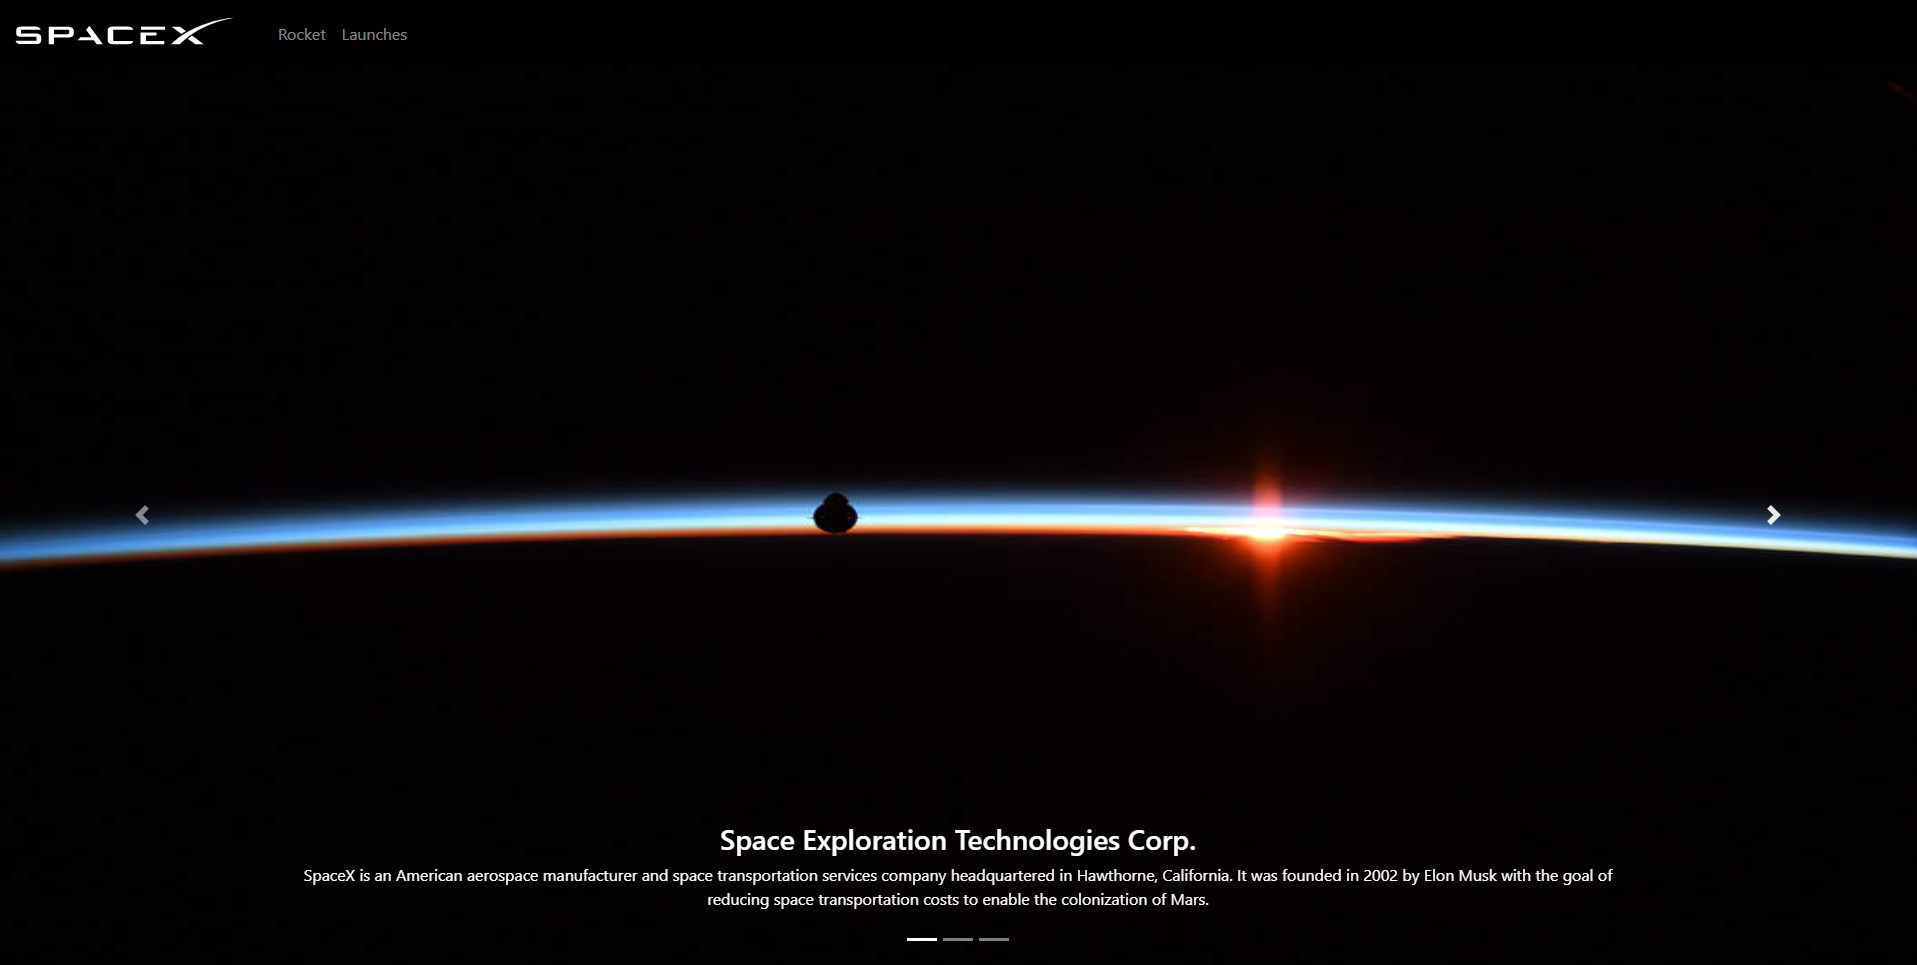 SPACEX
Rocket Launches
Space Exploration Technologies Corp.
SpaceX is an American aerospace manufacturer and space transportation services company headquartered in Hawthorne, California. It was founded in 2002 by Elon Musk with the goal of
reducing space transportation costs to enable the colonization of Mars.